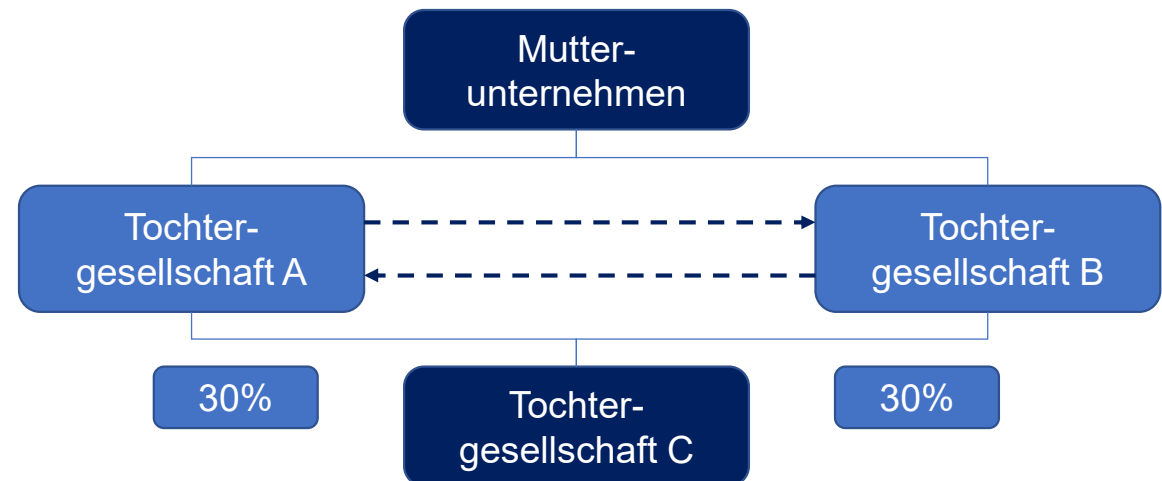 Mutter-
unternehmen
Tochter-
gesellschaft A
Tochter-
gesellschaft B
30%
30%
Tochter-
gesellschaft C